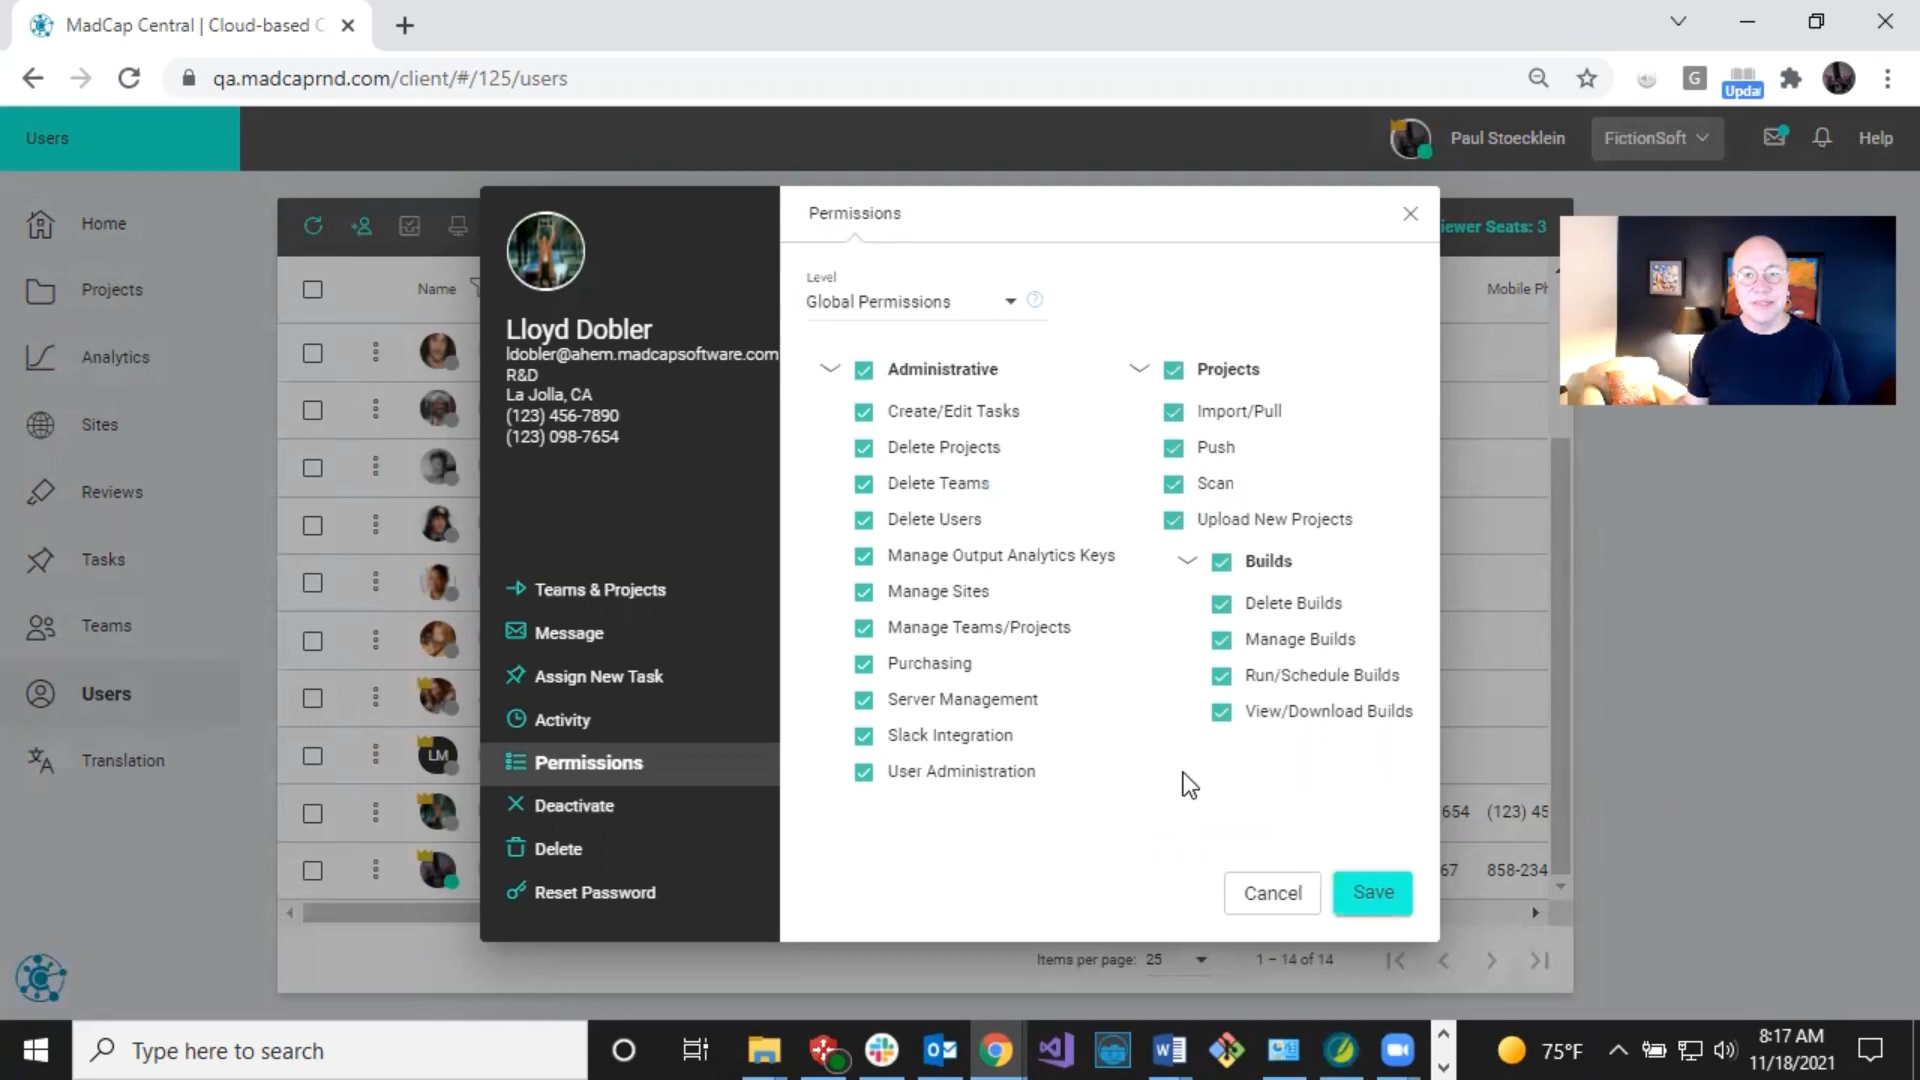 MadCap Central | Cloud-based C
qa.madcaprnd.com/client/#/125/users
G
Updat
Users
Paul Stoecklein
FictionSoft
Help
Home
Projects
Analytics
Sites
Reviews
Tasks
Teams
Users
Translation
Name
LM
iewer Seats: 3
Mobile Ph
654 (123) 45
67 858-234
Items per page: 25
1 – 14 of 14
Lloyd Dobler
ldobler@ahem.madcapsoftware.com
R&D
La Jolla, CA
(123) 456-7890
(123) 098-7654
Teams & Projects
Message
Assign New Task
Activity
Permissions
Deactivate
Delete
Reset Password
Permissions
Level
Global Permissions
?
Administrative
Create/Edit Tasks
Delete Projects
Delete Teams
Delete Users
Manage Output Analytics Keys
Manage Sites
Manage Teams/Projects
Purchasing
Server Management
Slack Integration
User Administration
Projects
Import/Pull
Push
Scan
Upload New Projects
Builds
Delete Builds
Manage Builds
Run/Schedule Builds
View/Download Builds
Cancel
Save
Type here to search
75°F
8:17 AM
11/18/2021